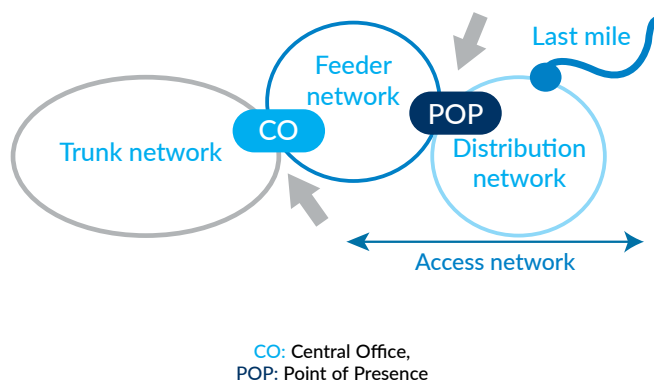 Last mile
Feeder
network
POP
CO
Trunk network
Distribution
network
Access network
CO: Central Office,
POP: Point of Presence